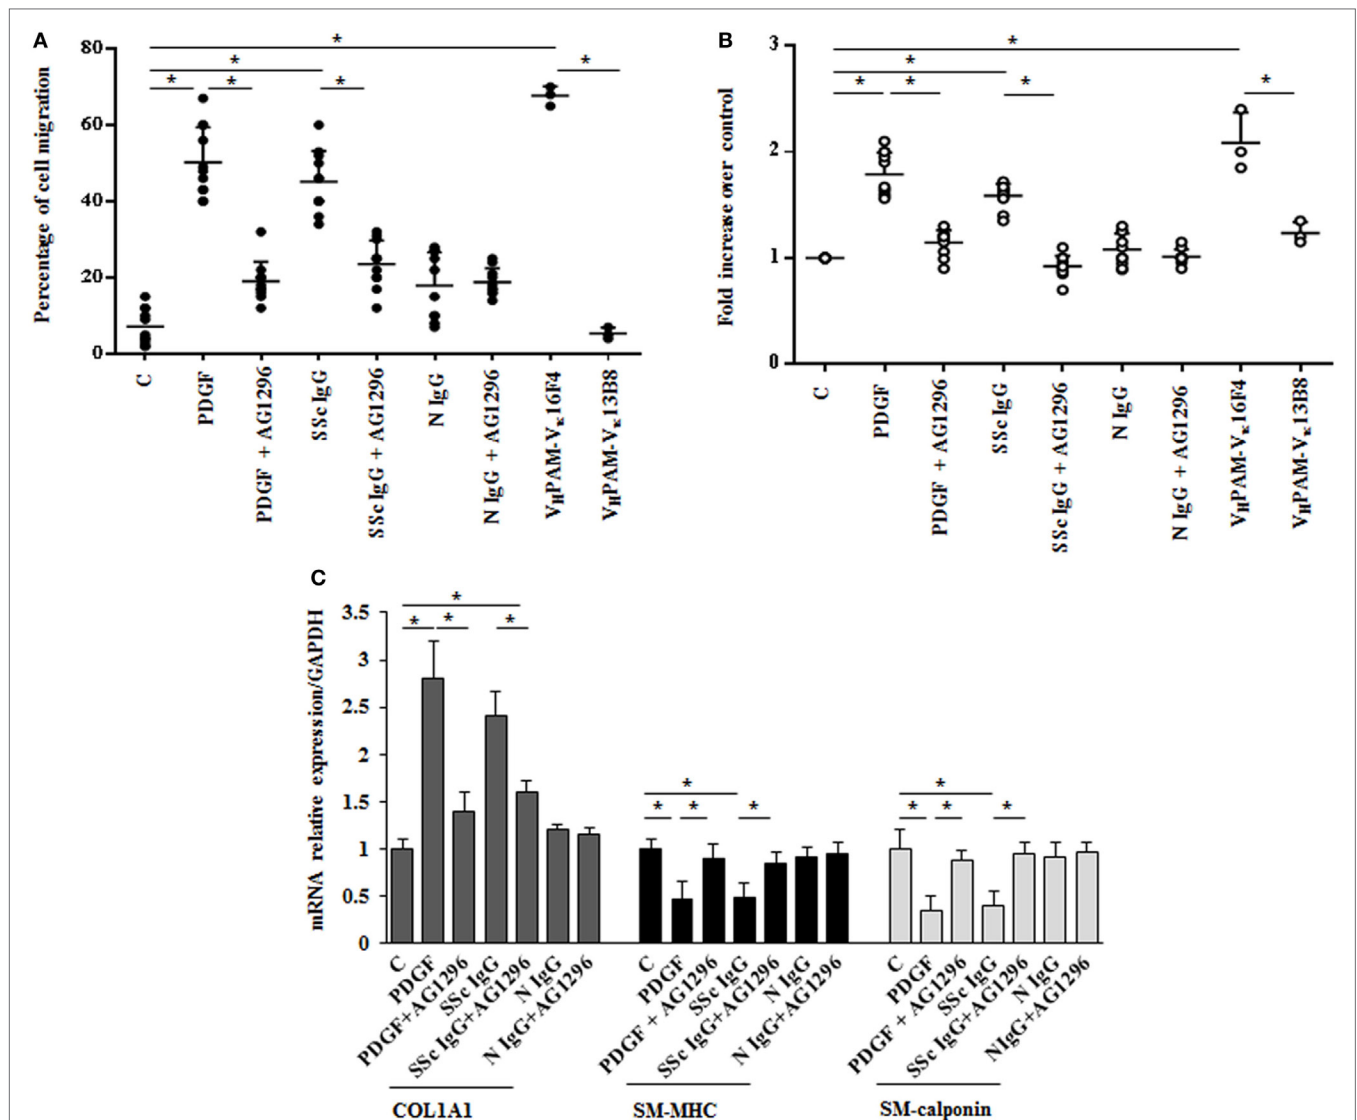 A
Percentage of cell migration
80
60
40
20
0
* * * * * *
C
PDGF
PDGF + AG1296
SSc IgG
SSc IgG + AG1296
N IgG
N IgG + AG1296
VHPAM-Vκ16F4
VHPAM-Vκ13B8
B
Fold increase over control
3
2
1
0
* * * * * *
C
PDGF
PDGF + AG1296
SSc IgG
SSc IgG + AG1296
N IgG
N IgG + AG1296
VHPAM-Vκ16F4
VHPAM-Vκ13B8
C
mRNA relative expression/GAPDH
3.5
3
2.5
2
1.5
1
0.5
0
* * * *
* * * *
* * * *
C
PDGF
PDGF+AG1296
SSc IgG
SSc IgG+AG1296
N IgG
N IgG+AG1296
COL1A1
C
PDGF
PDGF + AG1296
SSc IgG
SSc IgG+AG1296
N IgG
N IgG+AG1296
SM-MHC
C
PDGF
PDGF + AG1296
SSc IgG
SSc IgG+AG1296
N IgG
NIgG+AG1296
SM-calponin